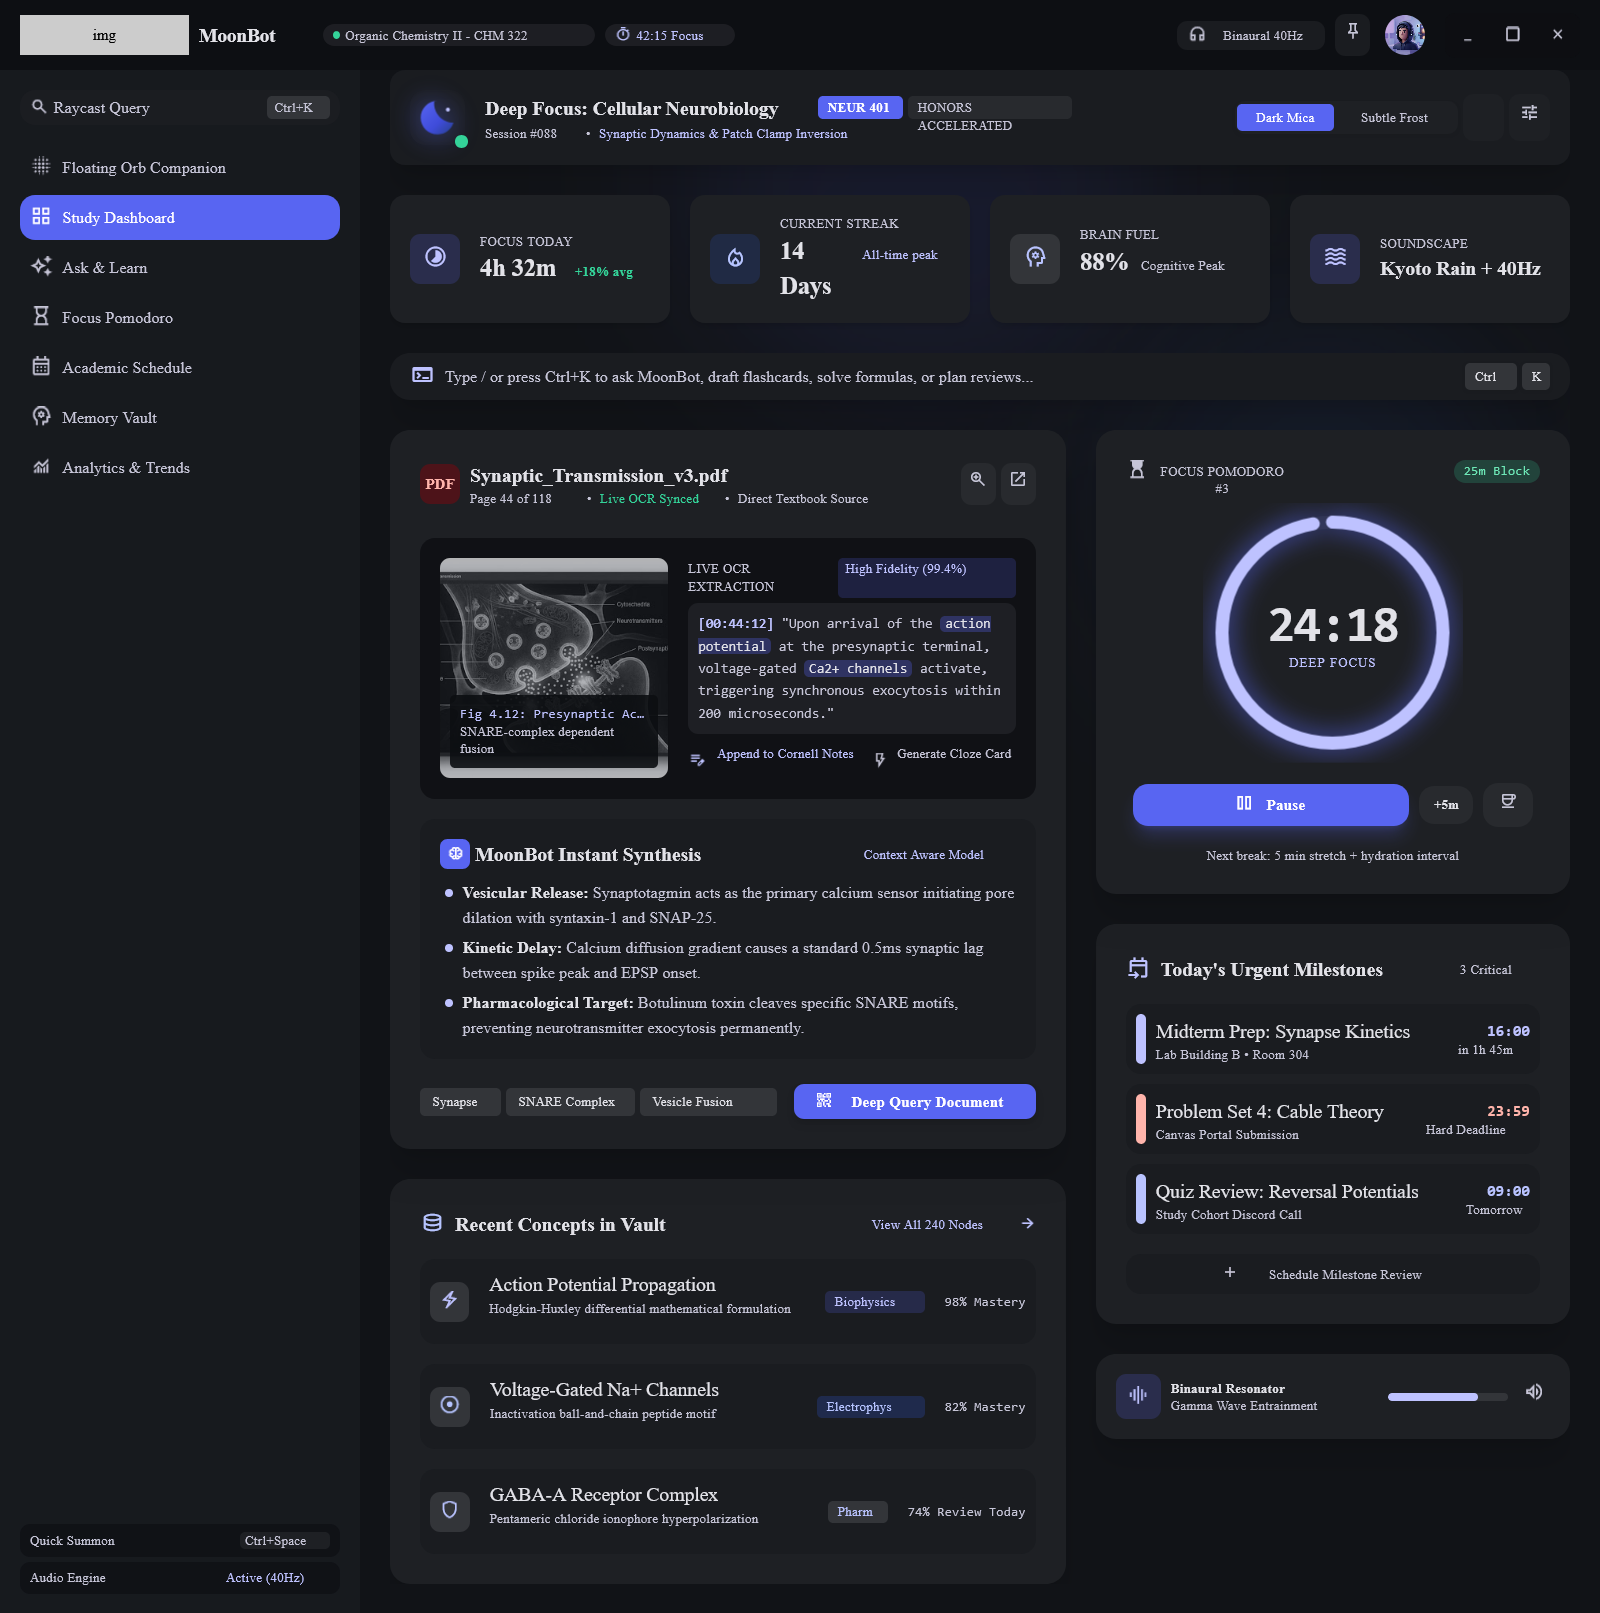 img
MoonBot
Organic Chemistry II - CHM 322
42:15 Focus
Binaural 40Hz
Raycast Query
Ctrl+K
Floating Orb Companion
Study Dashboard
Ask & Learn
Focus Pomodoro
Academic Schedule
Memory Vault
Analytics & Trends
Quick Summon
Ctrl+Space
Audio Engine
Active (40Hz)
Deep Focus: Cellular Neurobiology
NEUR 401
HONORS
ACCELERATED
Session #088
• Synaptic Dynamics & Patch Clamp Inversion
Dark Mica
Subtle Frost
FOCUS TODAY
4h 32m
+18% avg
CURRENT STREAK
14
Days
All-time peak
BRAIN FUEL
88%
Cognitive Peak
SOUNDSCAPE
Kyoto Rain + 40Hz
Type / or press Ctrl+K to ask MoonBot, draft flashcards, solve formulas, or plan reviews...
Ctrl
K
PDF
Synaptic_Transmission_v3.pdf
Page 44 of 118
• Live OCR Synced
• Direct Textbook Source
Cytoschedria
Neurotransmitters
Postsynapti
Fig 4.12: Presynaptic Ac…
SNARE-complex dependent
fusion
LIVE OCR
EXTRACTION
High Fidelity (99.4%)
[00:44:12] "Upon arrival of the action
potential at the presynaptic terminal,
voltage-gated Ca2+ channels activate,
triggering synchronous exocytosis within
200 microseconds."
Append to Cornell Notes
Generate Cloze Card
MoonBot Instant Synthesis
Context Aware Model
Vesicular Release: Synaptotagmin acts as the primary calcium sensor initiating pore
dilation with syntaxin-1 and SNAP-25.
Kinetic Delay: Calcium diffusion gradient causes a standard 0.5ms synaptic lag
between spike peak and EPSP onset.
Pharmacological Target: Botulinum toxin cleaves specific SNARE motifs,
preventing neurotransmitter exocytosis permanently.
Synapse
SNARE Complex
Vesicle Fusion
Deep Query Document
Recent Concepts in Vault
View All 240 Nodes
Action Potential Propagation
Hodgkin-Huxley differential mathematical formulation
Biophysics
98% Mastery
Voltage-Gated Na+ Channels
Inactivation ball-and-chain peptide motif
Electrophys
82% Mastery
GABA-A Receptor Complex
Pentameric chloride ionophore hyperpolarization
Pharm
74% Review Today
FOCUS POMODORO
#3
25m Block
24:18
DEEP FOCUS
Pause
+5m
Next break: 5 min stretch + hydration interval
Today's Urgent Milestones
3 Critical
Midterm Prep: Synapse Kinetics
Lab Building B • Room 304
16:00
in 1h 45m
Problem Set 4: Cable Theory
Canvas Portal Submission
23:59
Hard Deadline
Quiz Review: Reversal Potentials
Study Cohort Discord Call
09:00
Tomorrow
Schedule Milestone Review
Binaural Resonator
Gamma Wave Entrainment